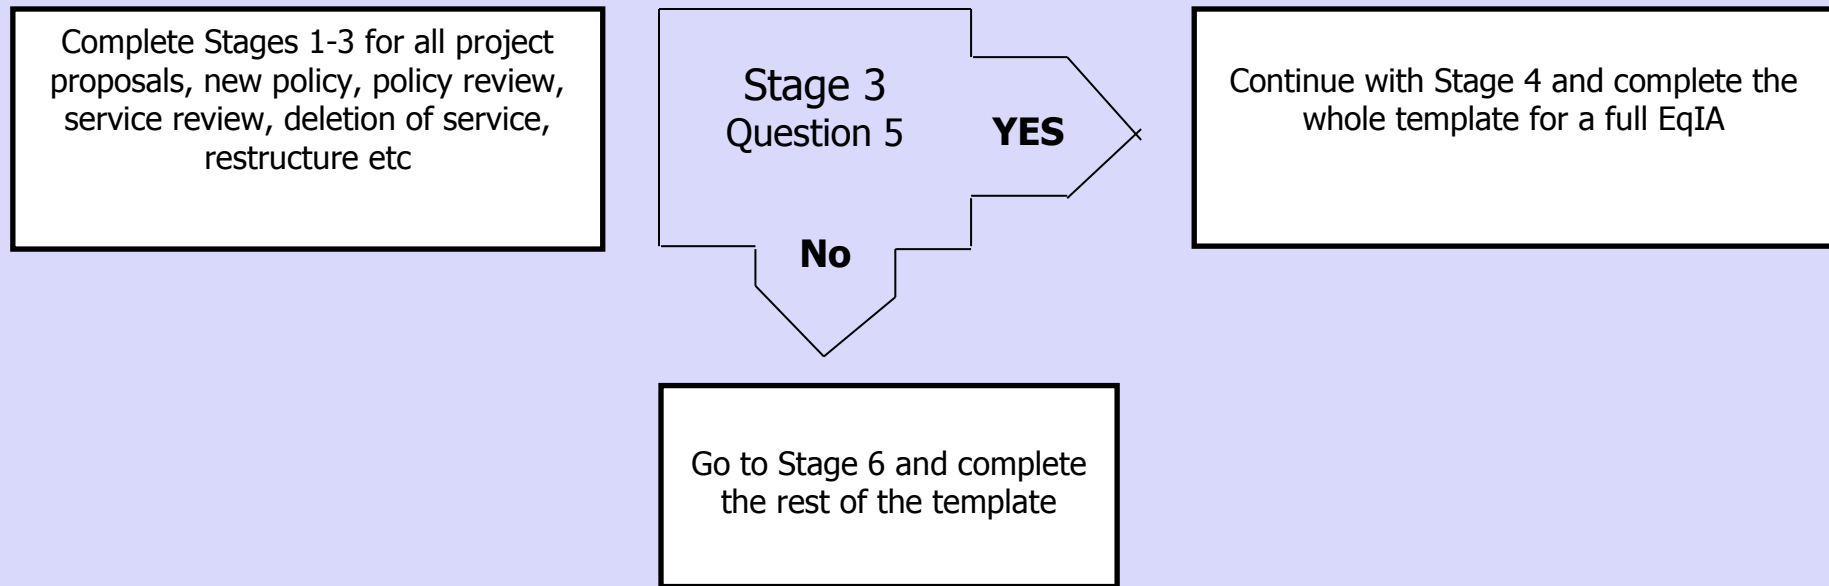 Complete Stages 1-3 for all project
proposals, new policy, policy review,
service review, deletion of service,
restructure etc
Stage 3
Question 5
YES
No
Continue with Stage 4 and complete the
whole template for a full EqIA
Go to Stage 6 and complete
the rest of the template